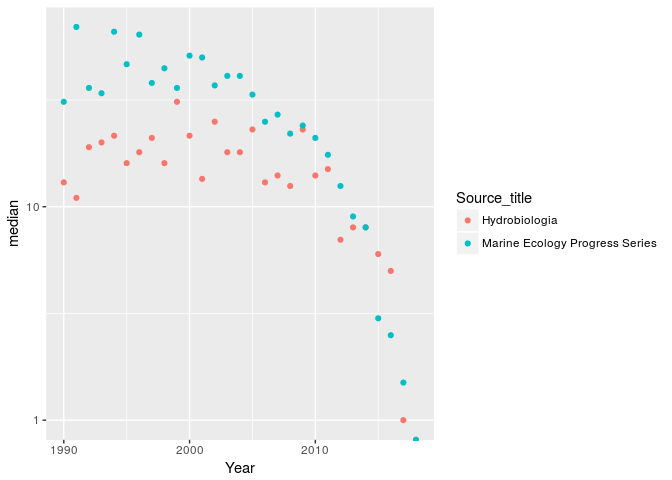 median
10
1
1990
2000
2010
Year
Source_title
Hydrobiologia
Marine Ecology Progress Series